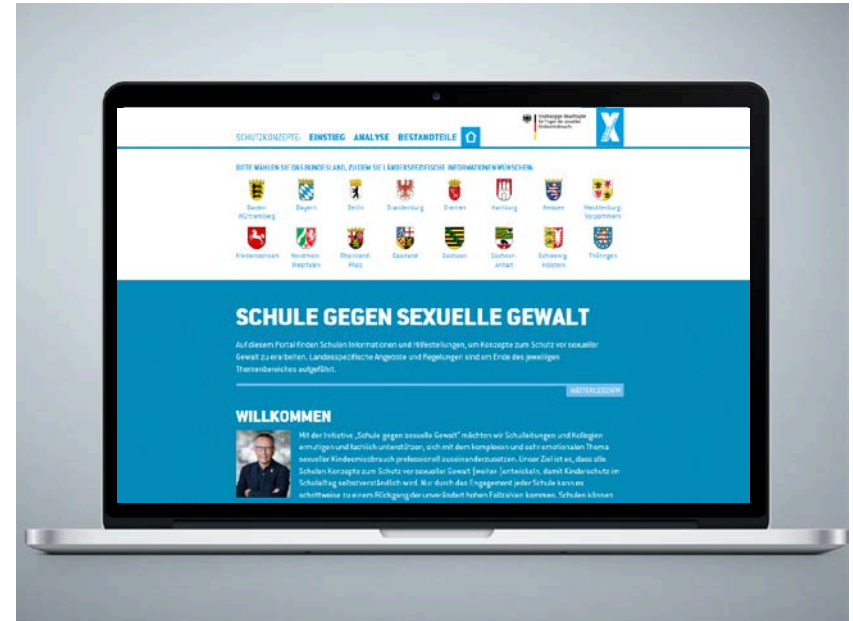 Unabhängiger Beauftragter
für Fragen des sexuellen
Kindesmissbrauchs
SCHUTZKONZEPTE: EINSTIEG ANALYSE BESTANDTEILE
BITTE WÄHLEN SIE DAS BUNDESLAND, ZU DEM SIE LÄNDERSPEZIFISCHE INFORMATIONEN WÜNSCHEN:
Baden- Bayern Berlin Brandenburg Bremen Hamburg Hessen Mecklenburg-
Württemberg Vorpommern
Niedersachsen Nordrhein- Rheinland- Saarland Sachsen Sachsen- Schleswig- Thüringen
Westfalen Pfalz Anhalt Holstein
SCHULE GEGEN SEXUELLE GEWALT
Auf diesem Portal finden Schulen Informationen und Hilfestellungen, um Konzepte zum Schutz vor sexueller
Gewalt zu erarbeiten. Landesspezifische Angebote und Regelungen sind am Ende des jeweiligen
Themenbereiches aufgeführt.
WEITERLESEN
WILLKOMMEN
Mit der Initiative „Schule gegen sexuelle Gewalt" möchten wir Schulleitungen und Kollegien
ermutigen und fachlich unterstützen, sich mit dem komplexen und sehr emotionalen Thema
sexueller Kindesmissbrauch professionell auseinanderzusetzen. Unser Ziel ist es, dass alle
Schulen Konzepte zum Schutz vor sexueller Gewalt (weiter-)entwickeln, damit Kinderschutz im
Schulalltag selbstverständlich wird. Nur durch das Engagement jeder Schule kann es
schrittweise zu einem Rückgang der unverändert hohen Fallzahlen kommen. Schulen können